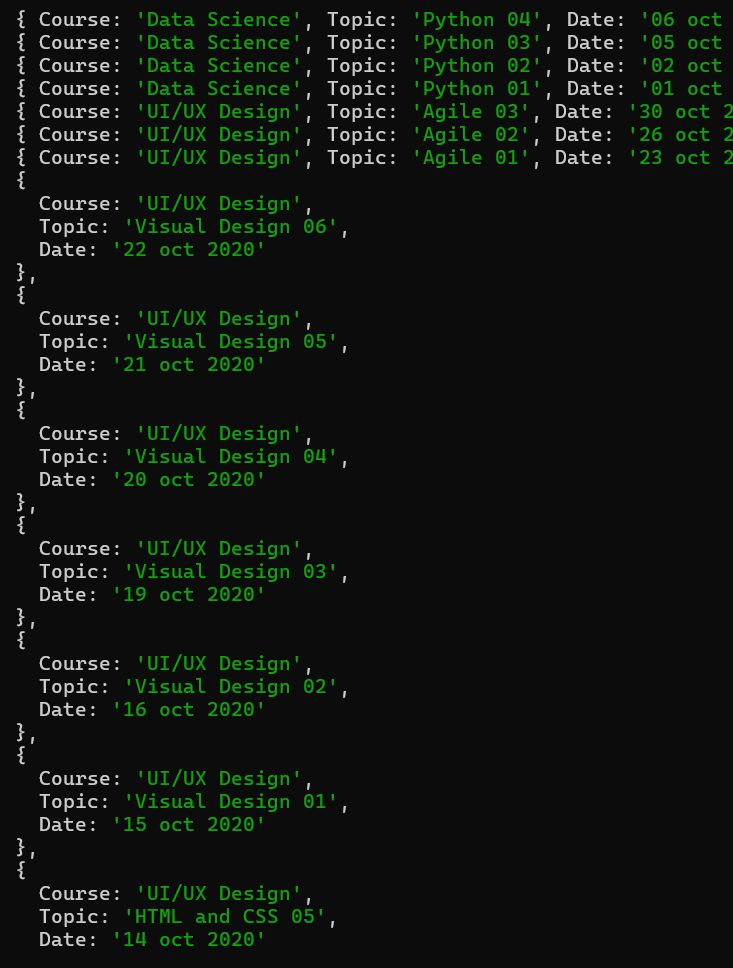 { Course: 'Data Science', Topic: 'Python 04', Date: '06 oct
{ Course: 'Data Science', Topic: 'Python 03', Date: '05 oct
{ Course: 'Data Science', Topic: 'Python 02', Date: '02 oct
{ Course: 'Data Science', Topic: 'Python 01', Date: '01 oct
{ Course: 'UI/UX Design', Topic: 'Agile 03', Date: '30 oct 2
{ Course: 'UI/UX Design', Topic: 'Agile 02', Date: '26 oct 2
{ Course: 'UI/UX Design', Topic: 'Agile 01', Date: '23 oct 2
{
  Course: 'UI/UX Design',
  Topic: 'Visual Design 06',
  Date: '22 oct 2020'
},
{
  Course: 'UI/UX Design',
  Topic: 'Visual Design 05',
  Date: '21 oct 2020'
},
{
  Course: 'UI/UX Design',
  Topic: 'Visual Design 04',
  Date: '20 oct 2020'
},
{
  Course: 'UI/UX Design',
  Topic: 'Visual Design 03',
  Date: '19 oct 2020'
},
{
  Course: 'UI/UX Design',
  Topic: 'Visual Design 02',
  Date: '16 oct 2020'
},
{
  Course: 'UI/UX Design',
  Topic: 'Visual Design 01',
  Date: '15 oct 2020'
},
{
  Course: 'UI/UX Design',
  Topic: 'HTML and CSS 05',
  Date: '14 oct 2020'